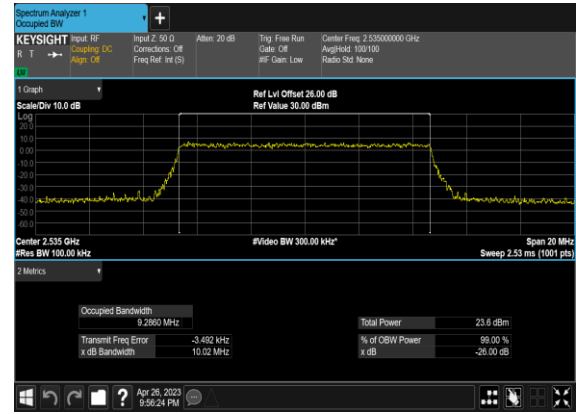 Spectrum Analyzer 1
Occupied BW
+
KEYSIGHT Input: RF Input Z: 50 Ω Atten: 20 dB Trig: Free Run Center Freq: 2.535000000 GHz
R T Coupling: DC Corrections: Off Gate: Off Avg|Hold: 100/100
Align: Off Freq Ref: Int (S) #IF Gain: Low Radio Std: None
1 Graph
Ref Lvl Offset 26.00 dB
Scale/Div 10.0 dB Ref Value 30.00 dBm
Log
20.0
10.0
0.00
-10.0
-20.0
-30.0
-40.0
-50.0
-60.0
Center 2.535 GHz #Video BW 300.00 kHz* Span 20 MHz
#Res BW 100.00 kHz Sweep 2.53 ms (1001 pts)
2 Metrics
Occupied Bandwidth
9.2860 MHz Total Power 23.6 dBm
Transmit Freq Error -3.492 kHz % of OBW Power 99.00 %
x dB Bandwidth 10.02 MHz x dB -26.00 dB
? Apr 26, 2023
9:56:24 PM